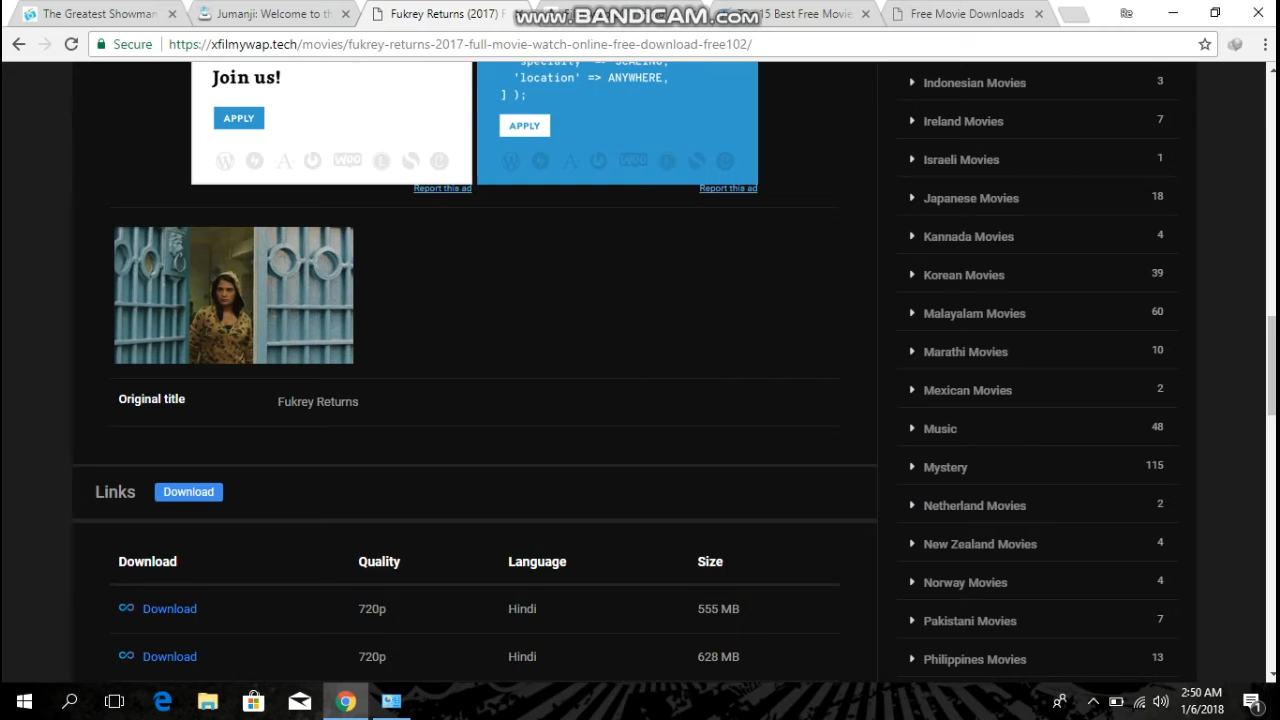 The Greatest Showman
Jumanji: Welcome to th
Fukrey Returns (2017) F
www.BANDICAM.com
15 Best Free Movie
Free Movie Downloads
Secure
https://xfilmywap.tech/movies/fukrey-returns-2017-full-movie-watch-online-free-download-free102/
Join us!
APPLY
'location' => ANYWHERE,
] );
APPLY
Report this ad
Report this ad
Original title
Fukrey Returns
Links
Download
Download Quality Language Size
Download 720p Hindi 555 MB
Download 720p Hindi 628 MB
Indonesian Movies 3
Ireland Movies 7
Israeli Movies 1
Japanese Movies 18
Kannada Movies 4
Korean Movies 39
Malayalam Movies 60
Marathi Movies 10
Mexican Movies 2
Music 48
Mystery 115
Netherland Movies 2
New Zealand Movies 4
Norway Movies 4
Pakistani Movies 7
Philippines Movies 13
2:50 AM
1/6/2018